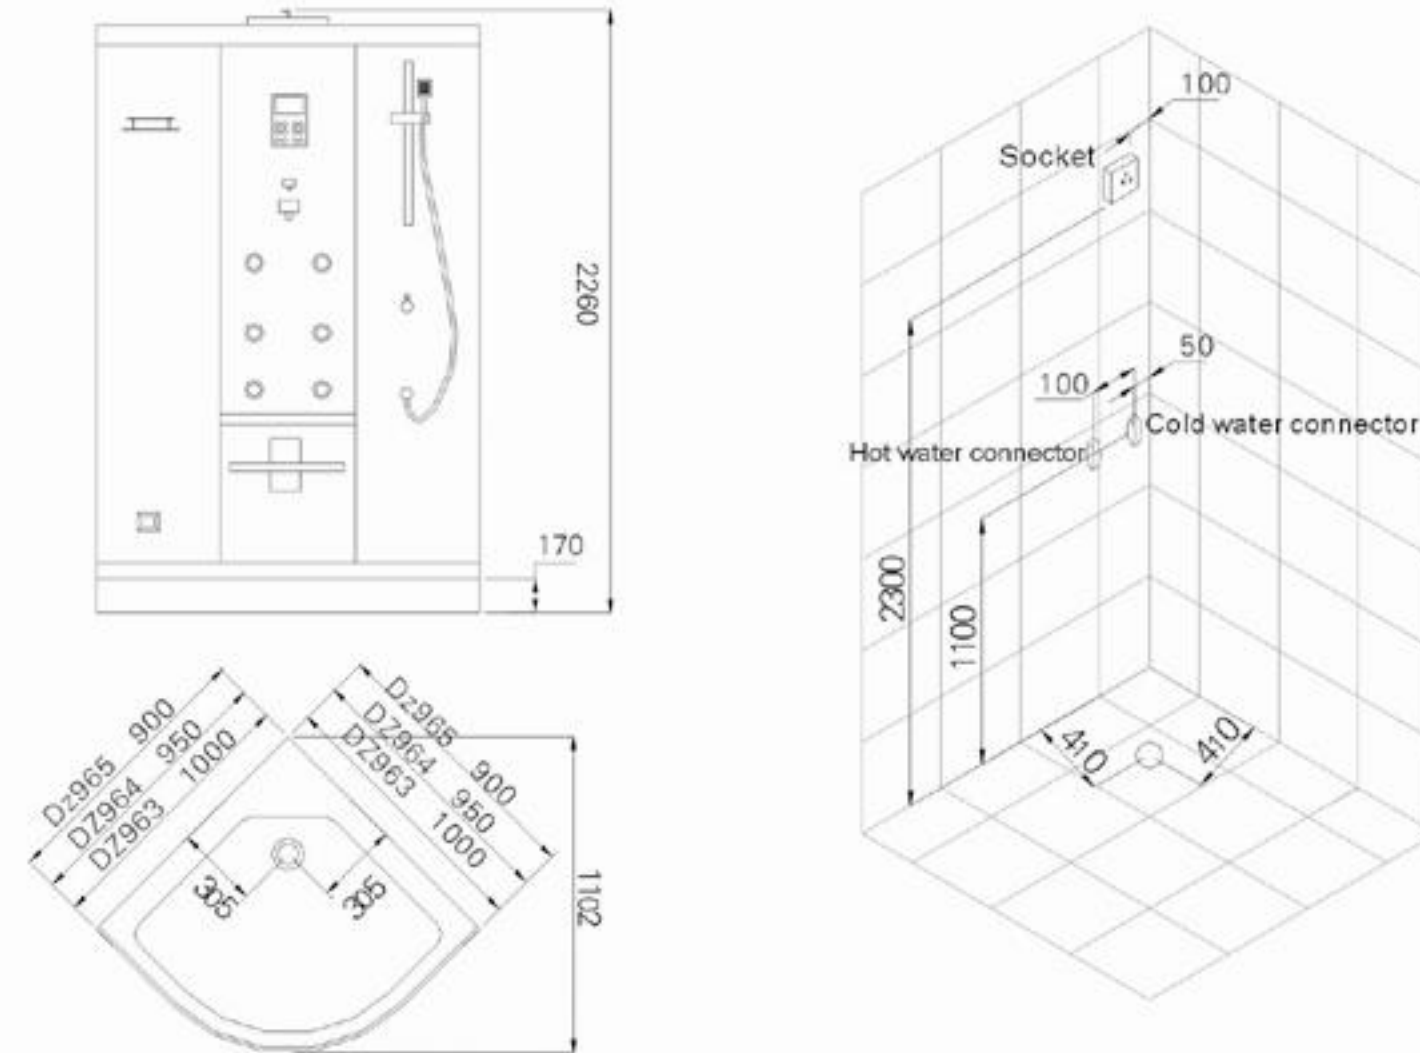 2260
170
Dz965 900
DZ964 950
DZ963 1000
Dz965 900
DZ964 950
DZ963 1000
305
305
1102
100
Socket
50
100
Cold water connector
Hot water connector
2300
1100
410
410